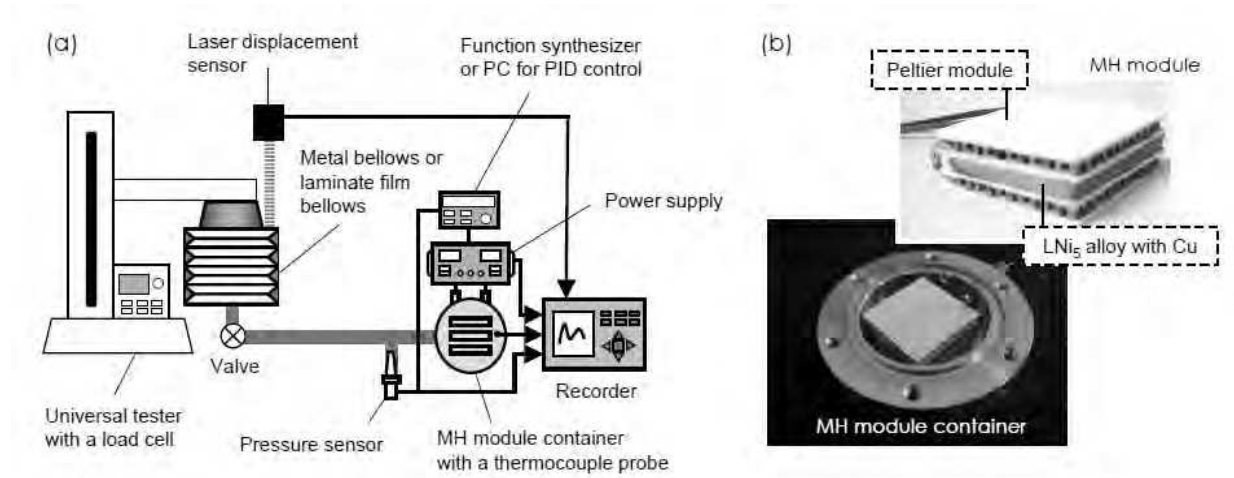 (a)
Laser displacement
sensor
Function synthesizer
or PC for PID control
Metal bellows or
laminate film
bellows
Power supply
Valve
Recorder
Universal tester
with a load cell
Pressure sensor
MH module container
with a thermocouple probe
(b)
Peltier module
MH module
LNi5 alloy with Cu
MH module container